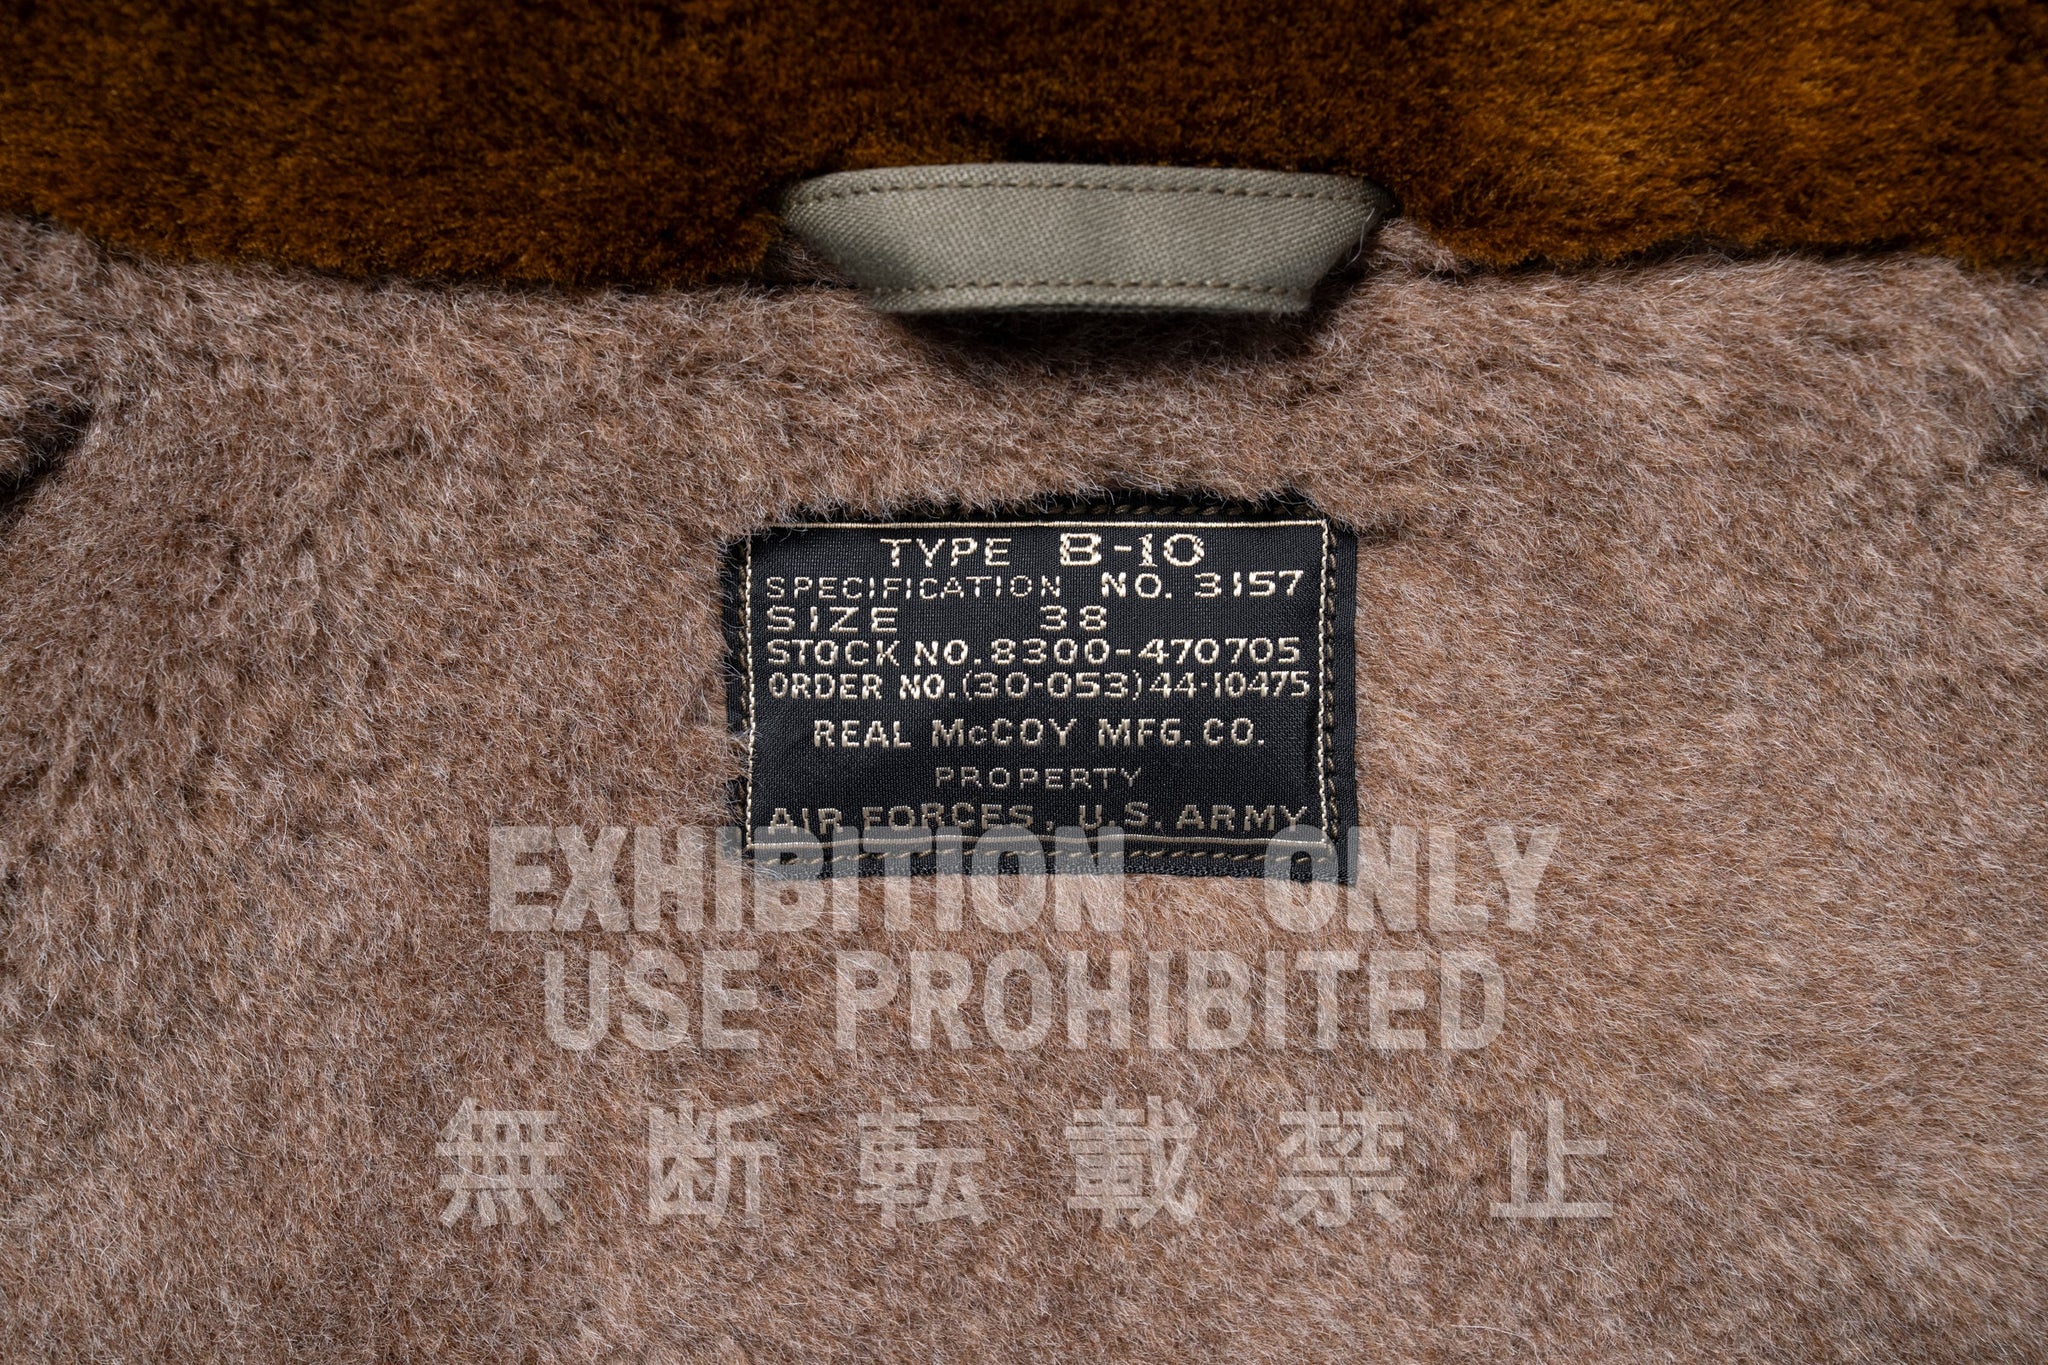 TYPE B-10
SPECIFICATION NO. 3157
SIZE 38
STOCK NO. 8300-470705
ORDER NO. (30-053) 44-10475
REAL McCOY MFG. CO.
PROPERTY
AIR FORCES, U.S. ARMY
EXHIBITION ONLY
USE PROHIBITED
無断転載禁止